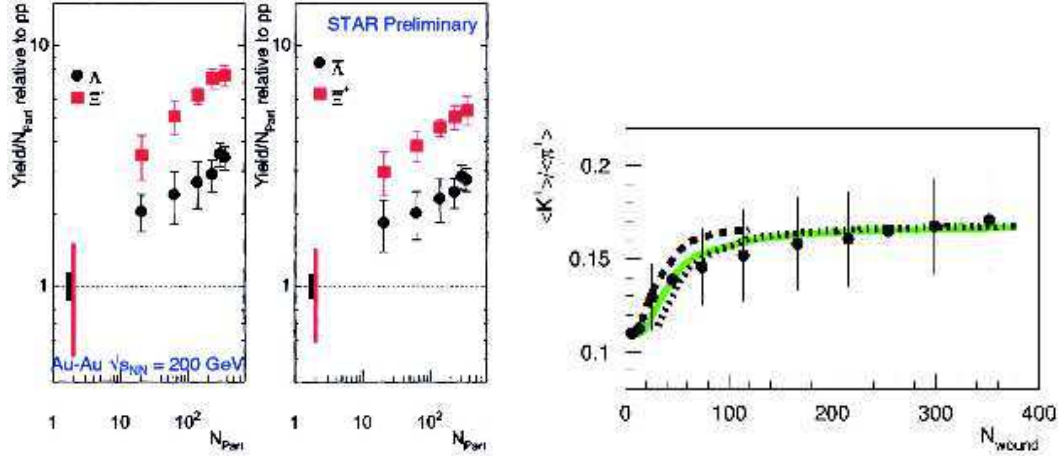 Yield/N_Part relative to pp
10
1
Λ
Ξ⁻
Au-Au √s_NN = 200 GeV
1
10
10²
N_Part
Yield/N_Part relative to pp
STAR Preliminary
10
1
Λ̅
Ξ̅⁺
1
10
10²
N_Part
<K⁺>/<π⁺>
0.2
0.15
0.1
0
100
200
300
400
N_wound